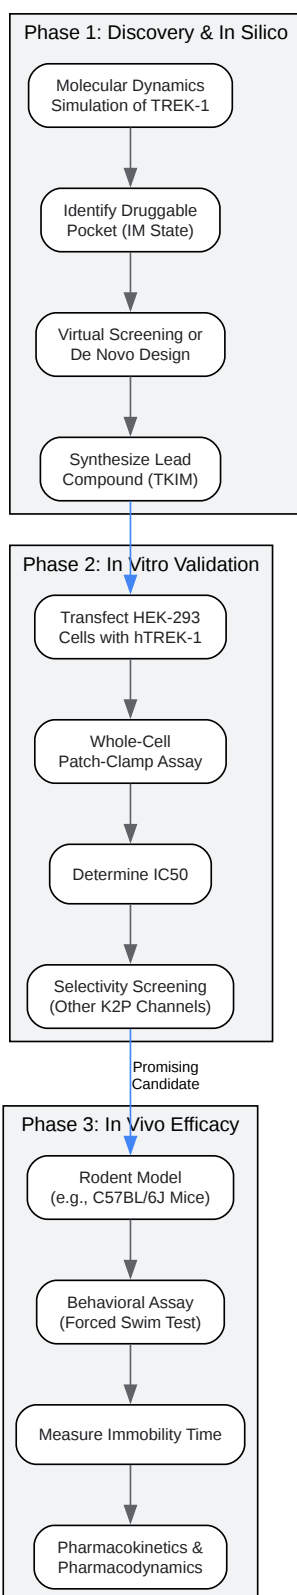 Phase 1: Discovery & In Silico
Molecular Dynamics
Simulation of TREK-1
Identify Druggable
Pocket (IM State)
Virtual Screening or
De Novo Design
Synthesize Lead
Compound (TKIM)
Phase 2: In Vitro Validation
Transfect HEK-293
Cells with hTREK-1
Whole-Cell
Patch-Clamp Assay
Determine IC50
Selectivity Screening
(Other K2P Channels)
Promising
Candidate
Phase 3: In Vivo Efficacy
Rodent Model
(e.g., C57BL/6J Mice)
Behavioral Assay
(Forced Swim Test)
Measure Immobility Time
Pharmacokinetics &
Pharmacodynamics